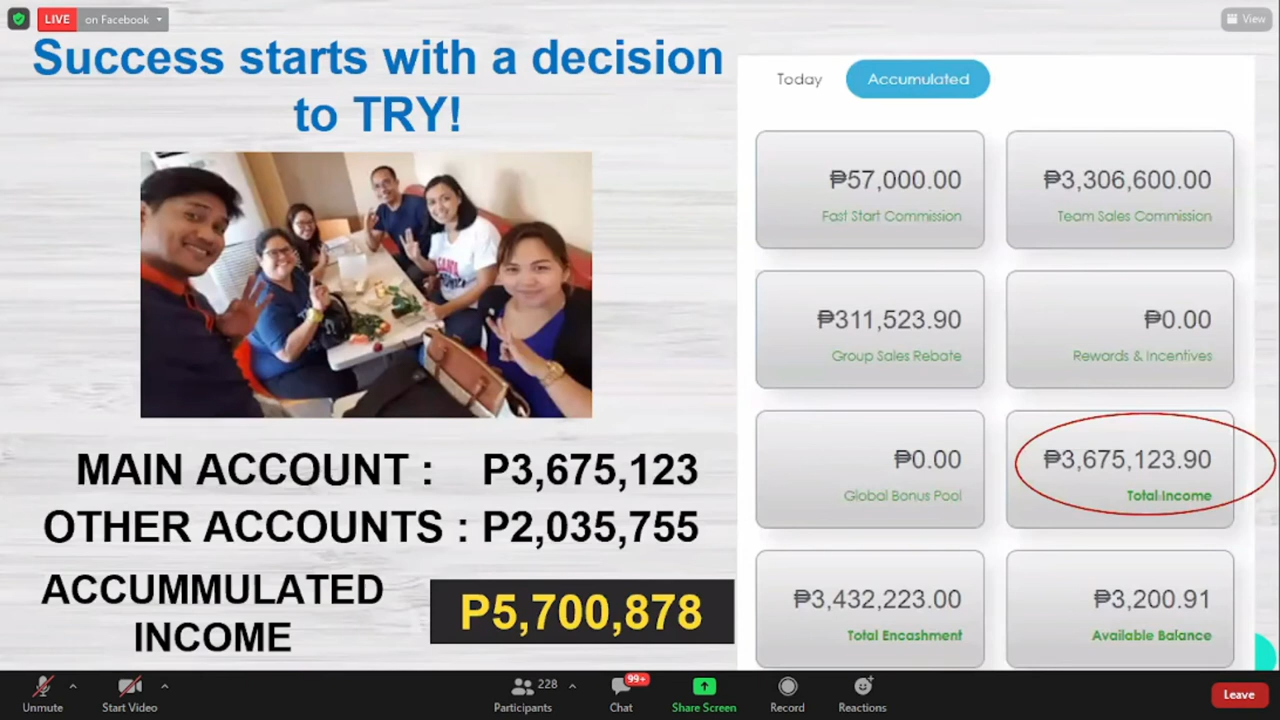 LIVE on Facebook
View
Success starts with a decision
to TRY!
MAIN ACCOUNT : P3,675,123
OTHER ACCOUNTS : P2,035,755
ACCUMMULATED
INCOME
P5,700,878
Today Accumulated
₱57,000.00
Fast Start Commission
₱3,306,600.00
Team Sales Commission
₱311,523.90
Group Sales Rebate
₱0.00
Rewards & Incentives
₱0.00
Global Bonus Pool
₱3,675,123.90
Total Income
₱3,432,223.00
Total Encashment
₱3,200.91
Available Balance
Unmute
Start Video
228
Participants
99+
Chat
Share Screen
Record
Reactions
Leave